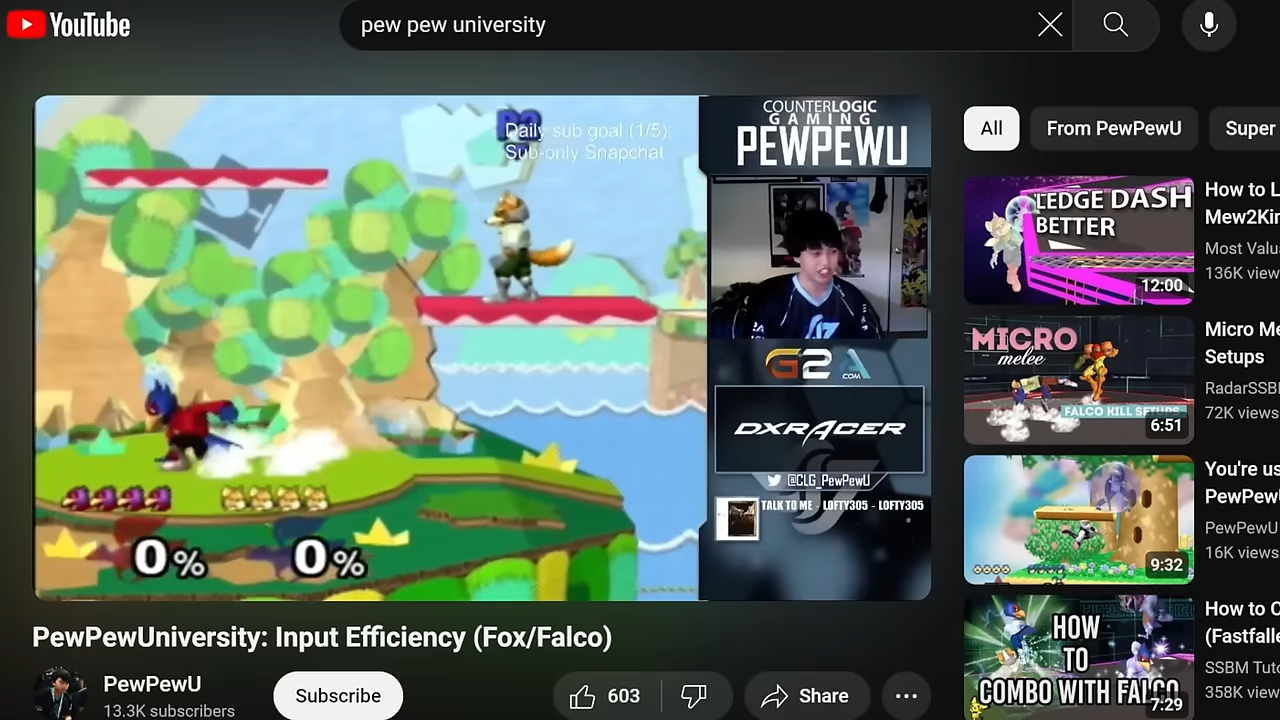 YouTube
pew pew university
Daily sub goal (1/5):
Sub-only Snapchat
COUNTERLOGIC
GAMING
PEWPEWU
G2A
.COM
DXRACER
@CLG_PewPewU
TALK TO ME - LOFTY305 - LOFTY305
0%
0%
PewPewUniversity: Input Efficiency (Fox/Falco)
PewPewU
13.3K subscribers
Subscribe
603
Share
All
From PewPewU
Super
LEDGE DASH
BETTER
12:00
How to L
Mew2Kin
Most Valua
136K view
MICRO
melee
FALCO KILL SETUPS
6:51
Micro Me
Setups
RadarSSB
72K views
9:32
You're us
PewPewU
PewPewU
16K views
HOW
TO
COMBO WITH FALCO
7:29
How to C
(Fastfalle
SSBM Tuto
358K view